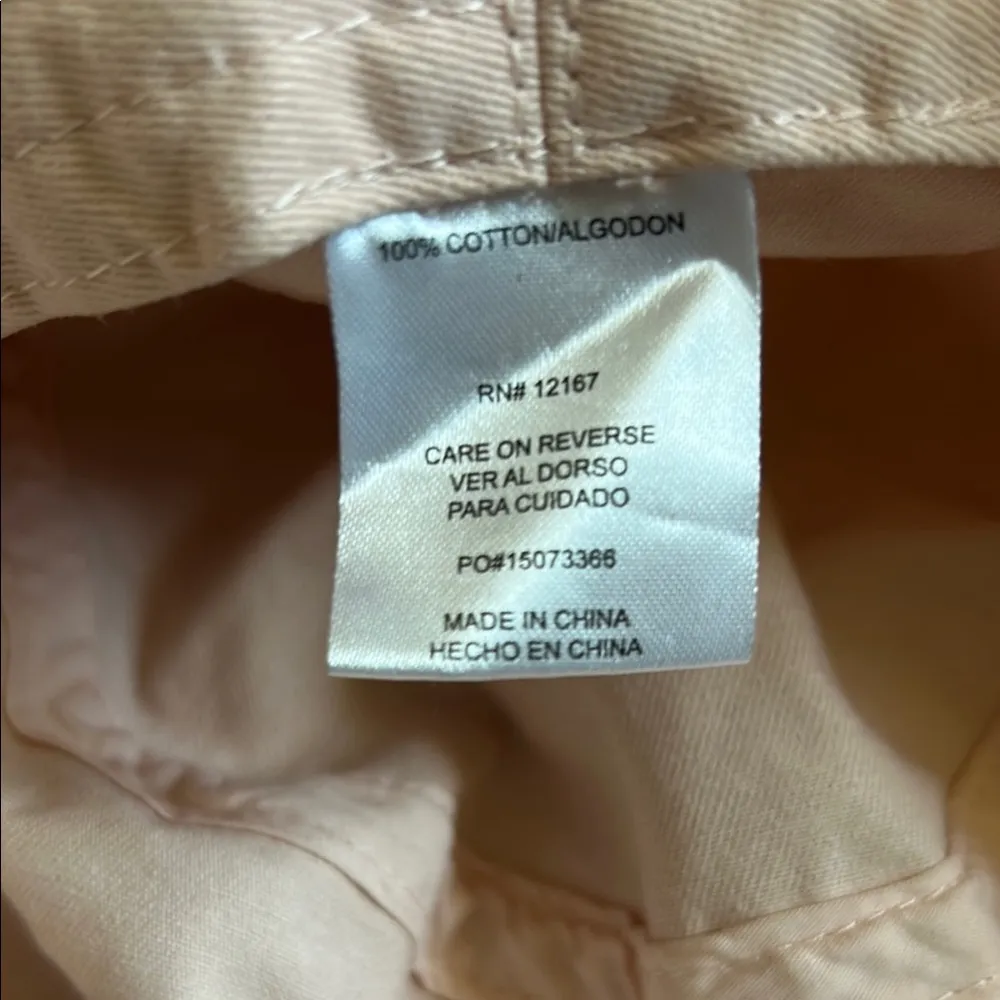 100% COTTON/ALGODON
RN# 12167
CARE ON REVERSE
VER AL DORSO
PARA CUIDADO
PO#15073366
MADE IN CHINA
HECHO EN CHINA